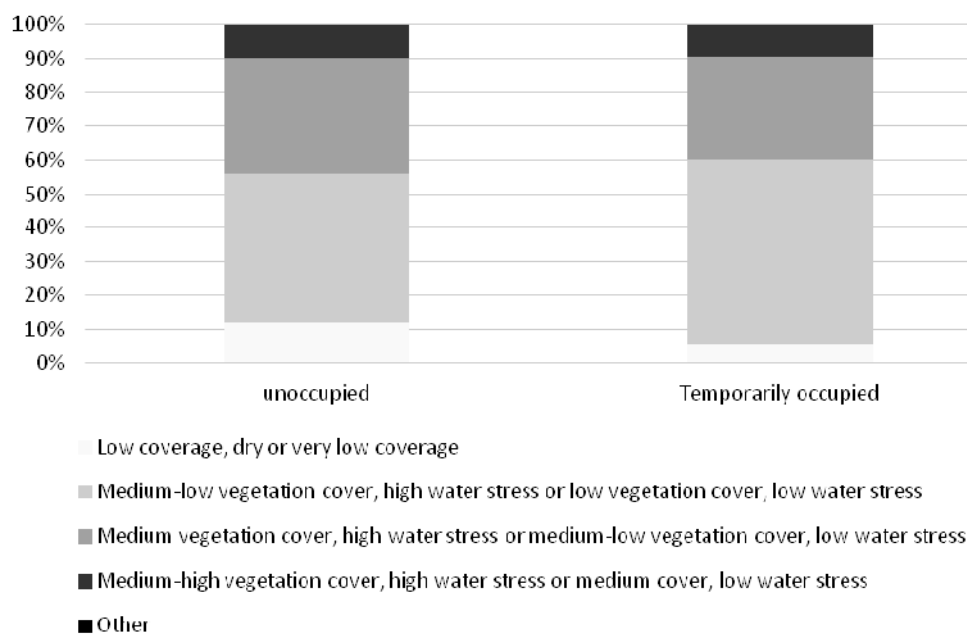 100%
90%
80%
70%
60%
50%
40%
30%
20%
10%
0%
unoccupied Temporarily occupied
Low coverage, dry or very low coverage
Medium-low vegetation cover, high water stress or low vegetation cover, low water stress
Medium vegetation cover, high water stress or medium-low vegetation cover, low water stress
Medium-high vegetation cover, high water stress or medium cover, low water stress
Other